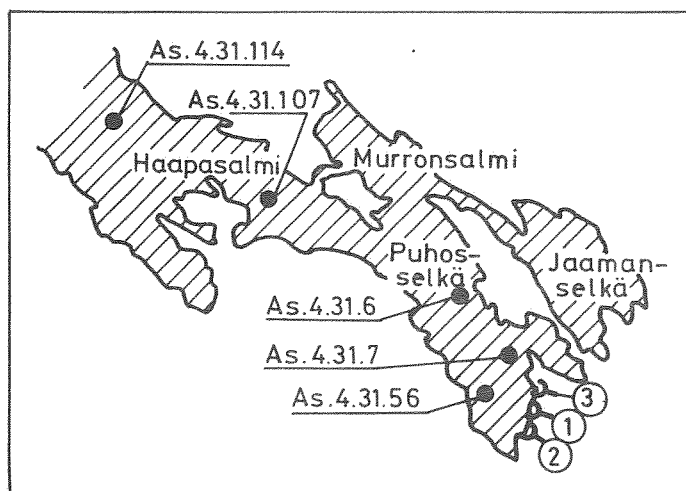 As.4.31.114
As.4.31.107
Haapasalmi
Murronsalmi
Puhos-
selkä
Jaaman-
selkä
As.4.31.6
As.4.31.7
As.4.31.56
3
1
2